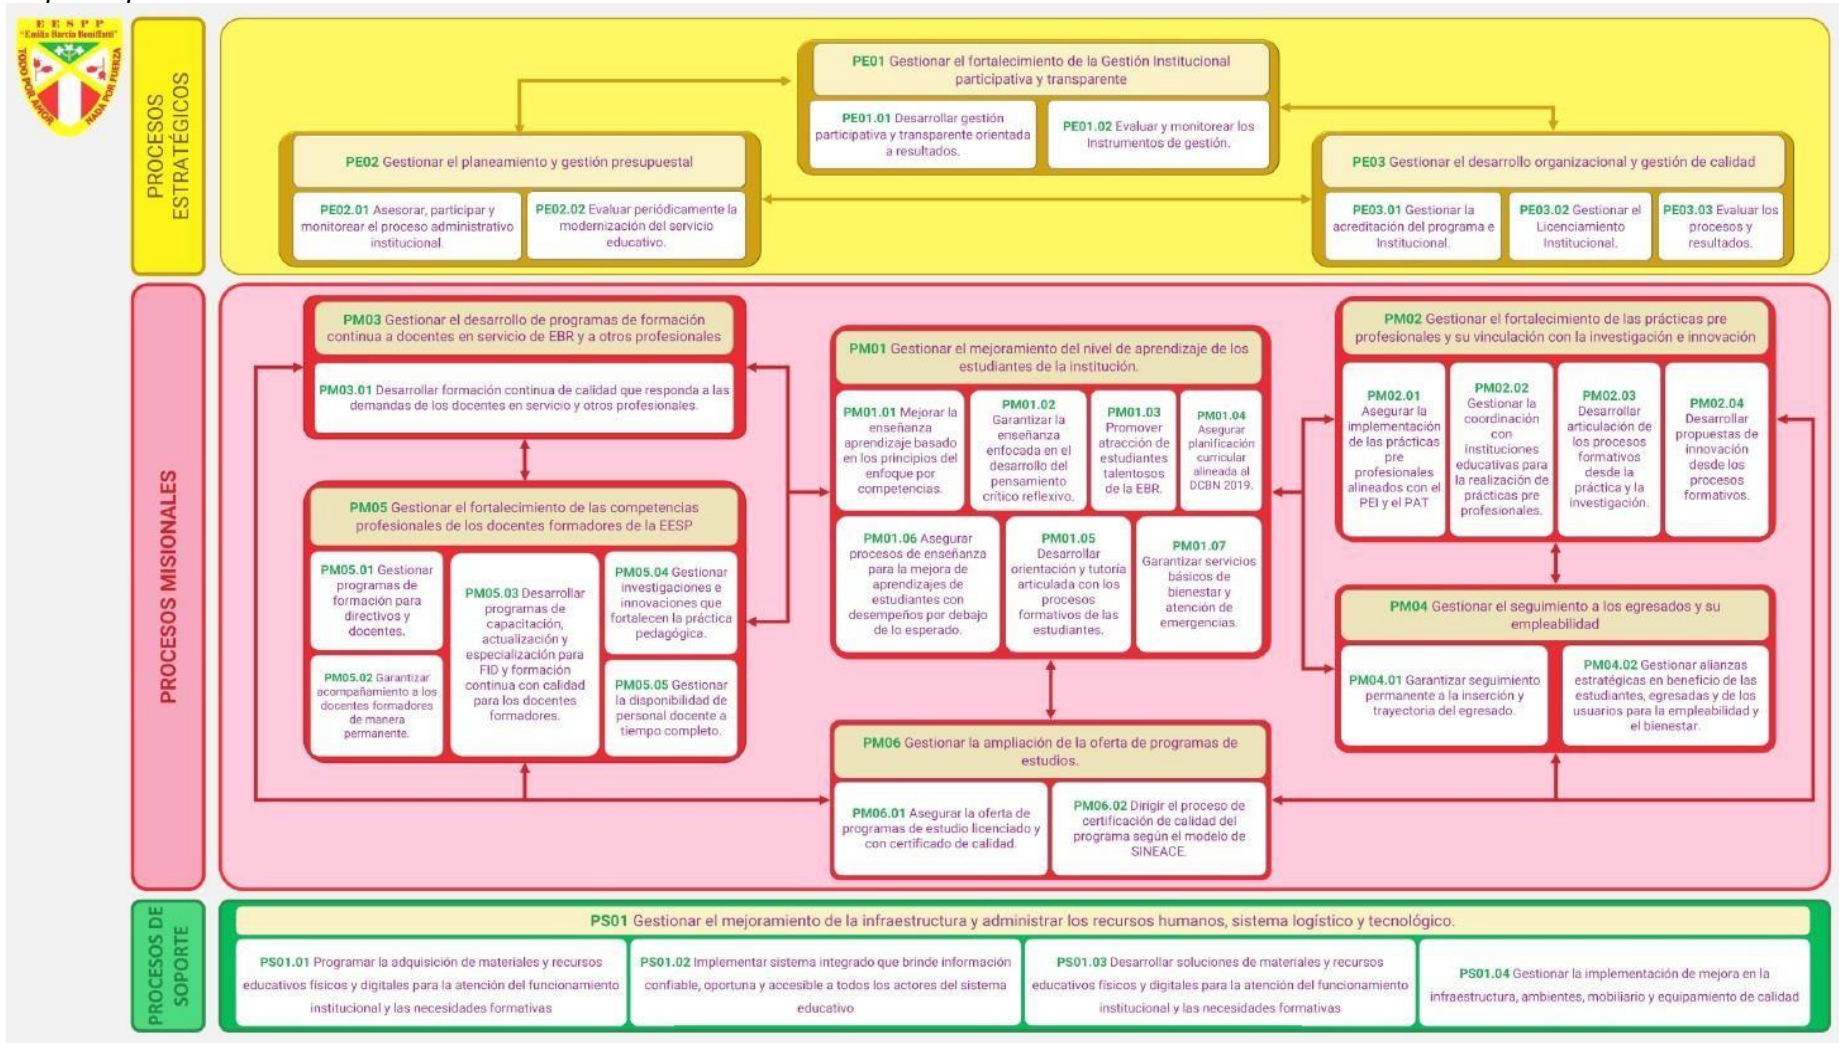 E E S P P
"Emilia Barcia Boniffatti"
TODO POR AMOR
NADA POR FUERZA
PROCESOS
ESTRATÉGICOS
PE01 Gestionar el fortalecimiento de la Gestión Institucional
participativa y transparente
PE01.01 Desarrollar gestión
participativa y transparente orientada
a resultados.
PE01.02 Evaluar y monitorear los
Instrumentos de gestión.
PE02 Gestionar el planeamiento y gestión presupuestal
PE02.01 Asesorar, participar y
monitorear el proceso administrativo
institucional.
PE02.02 Evaluar periódicamente la
modernización del servicio
educativo.
PE03 Gestionar el desarrollo organizacional y gestión de calidad
PE03.01 Gestionar la
acreditación del programa e
Institucional.
PE03.02 Gestionar el
Licenciamiento
Institucional.
PE03.03 Evaluar los
procesos y
resultados.
PROCESOS MISIONALES
PM03 Gestionar el desarrollo de programas de formación
continua a docentes en servicio de EBR y a otros profesionales
PM03.01 Desarrollar formación continua de calidad que responda a las
demandas de los docentes en servicio y otros profesionales.
PM05 Gestionar el fortalecimiento de las competencias
profesionales de los docentes formadores de la EESP
PM05.01 Gestionar
programas de
formación para
directivos y
docentes.
PM05.02 Garantizar
acompañamiento a los
docentes formadores
de manera
permanente.
PM05.03 Desarrollar
programas de
capacitación,
actualización y
especialización para
FID y formación
continua con calidad
para los docentes
formadores.
PM05.04 Gestionar
investigaciones e
innovaciones que
fortalecen la práctica
pedagógica.
PM05.05 Gestionar
la disponibilidad de
personal docente a
tiempo completo.
PM01 Gestionar el mejoramiento del nivel de aprendizaje de los
estudiantes de la institución.
PM01.01 Mejorar la
enseñanza
aprendizaje basado
en los principios del
enfoque por
competencias.
PM01.02
Garantizar la
enseñanza
enfocada en el
desarrollo del
pensamiento
crítico reflexivo.
PM01.03
Promover
atracción de
estudiantes
talentosos
de la EBR.
PM01.04
Asegurar
planificación
curricular
alineada al
DCBN 2019.
PM01.06 Asegurar
procesos de enseñanza
para la mejora de
aprendizajes de
estudiantes con
desempeños por debajo
de lo esperado.
PM01.05
Desarrollar
orientación y tutoría
articulada con los
procesos
formativos de las
estudiantes.
PM01.07
Garantizar servicios
básicos de
bienestar y
atención de
emergencias.
PM06 Gestionar la ampliación de la oferta de programas de
estudios.
PM06.01 Asegurar la oferta de
programas de estudio licenciado y
con certificado de calidad.
PM06.02 Dirigir el proceso de
certificación de calidad del
programa según el modelo de
SINEACE.
PM02 Gestionar el fortalecimiento de las prácticas pre
profesionales y su vinculación con la investigación e innovación
PM02.01
Asegurar la
implementación
de las prácticas
pre
profesionales
alineados con el
PEI y el PAT
PM02.02
Gestionar la
coordinación
con
instituciones
educativas para
la realización de
prácticas pre
profesionales.
PM02.03
Desarrollar
articulación de
los procesos
formativos
desde la
práctica y la
investigación.
PM02.04
Desarrollar
propuestas de
innovación
desde los
procesos
formativos.
PM04 Gestionar el seguimiento a los egresados y su
empleabilidad
PM04.01 Garantizar seguimiento
permanente a la inserción y
trayectoria del egresado.
PM04.02 Gestionar alianzas
estratégicas en beneficio de las
estudiantes, egresadas y de los
usuarios para la empleabilidad y
el bienestar.
PROCESOS DE
SOPORTE
PS01 Gestionar el mejoramiento de la infraestructura y administrar los recursos humanos, sistema logístico y tecnológico.
PS01.01 Programar la adquisición de materiales y recursos
educativos físicos y digitales para la atención del funcionamiento
institucional y las necesidades formativas
PS01.02 Implementar sistema integrado que brinde información
confiable, oportuna y accesible a todos los actores del sistema
educativo
PS01.03 Desarrollar soluciones de materiales y recursos
educativos físicos y digitales para la atención del funcionamiento
institucional y las necesidades formativas
PS01.04 Gestionar la implementación de mejora en la
infraestructura, ambientes, mobiliario y equipamiento de calidad